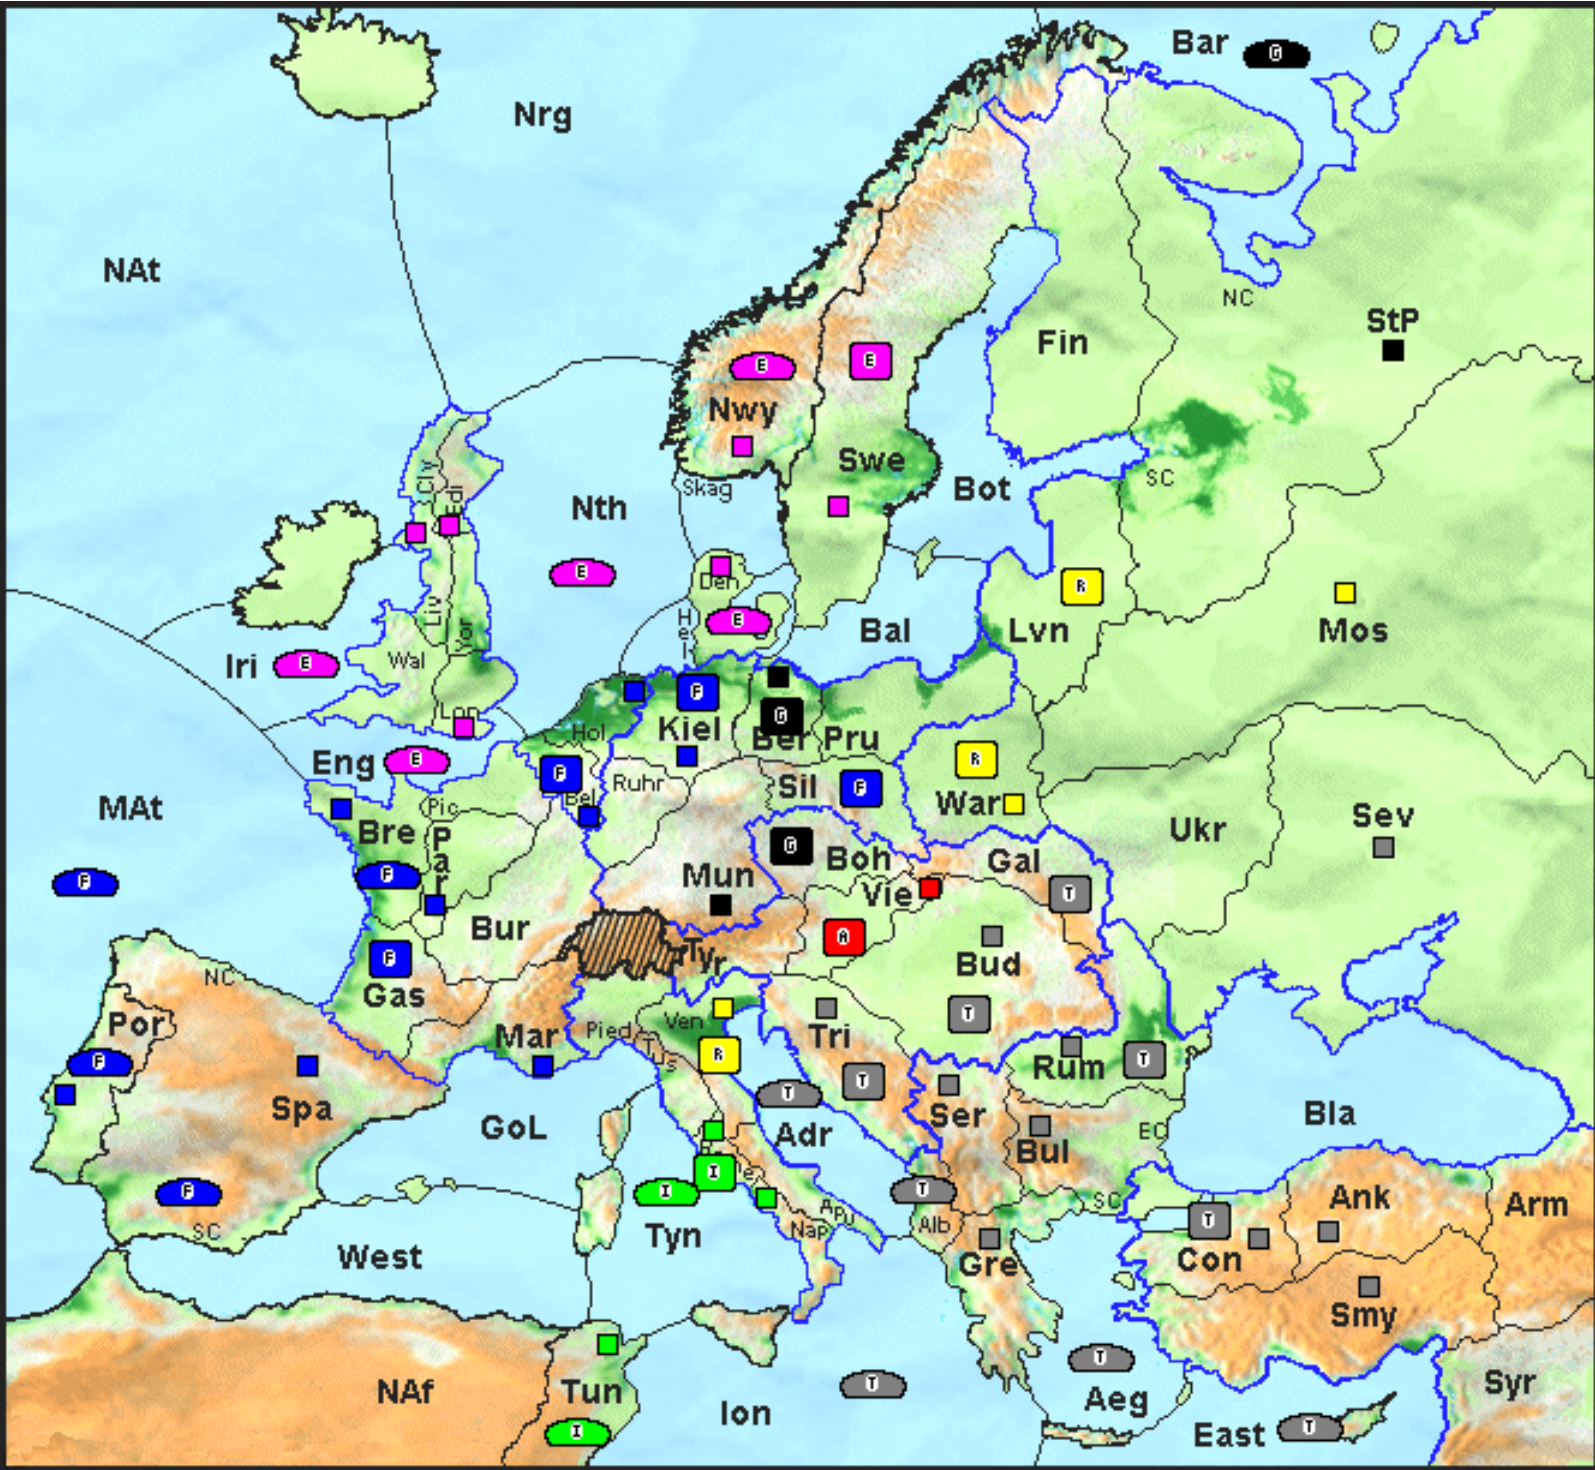 Bar
G
Nrg
NAt
NC
StP
Fin
E
E
Nwy
Swe
SC
Cly
Edi
Skag
Bot
Nth
E
Den
R
Liv
Yor
Hel
E
Bal
Lvn
Mos
Iri
E
Wal
F
Lon
G
Hol
Kiel
Ber
Pru
Eng
E
F
Ruhr
Sil
F
R
War
Bel
MAt
Pic
Bre
Par
Ukr
Sev
G
Boh
Gal
F
F
Mun
Vie
T
Bur
A
Tyr
Bud
F
Gas
NC
Por
Mar
Pied
Ven
Tus
Tri
T
F
R
T
Rum
T
T
Adr
Ser
Spa
GoL
Bla
EC
Bul
F
I
I
Tyn
T
SC
Ank
Arm
SC
Apu
Nap
Alb
T
Con
West
Gre
Smy
T
NAf
Tun
T
Ion
Aeg
Syr
I
East
T